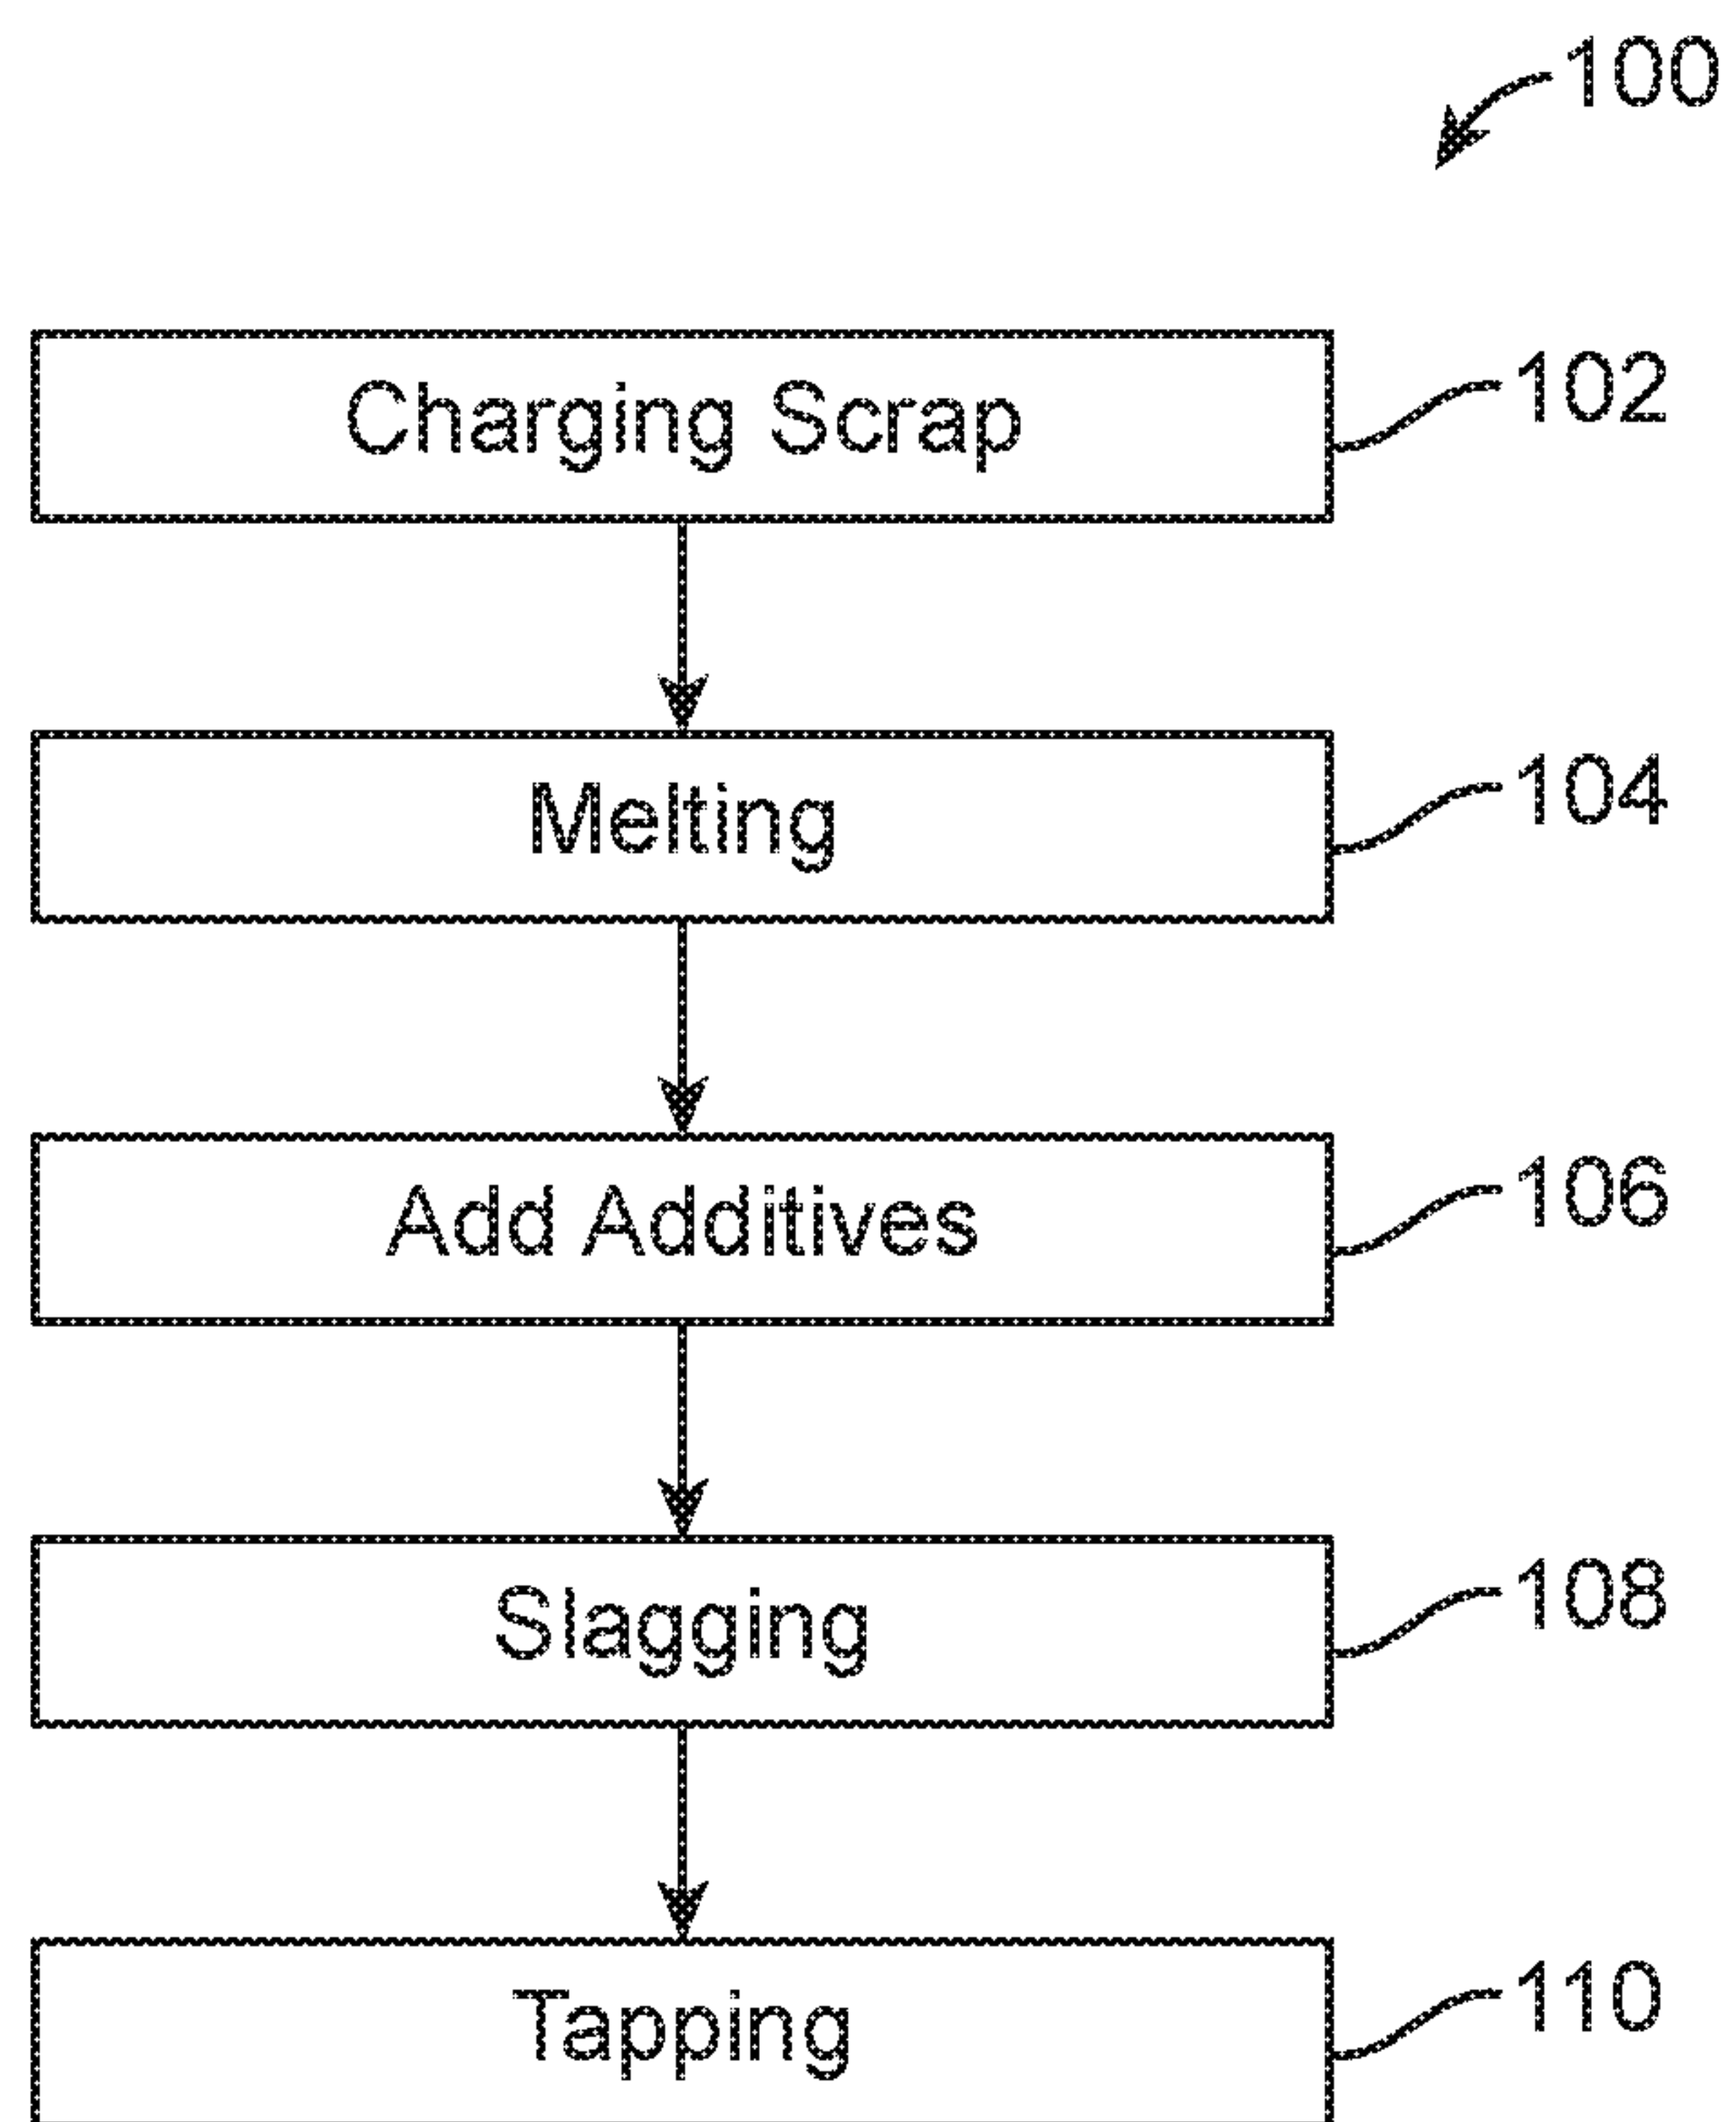 100
Charging Scrap 102
Melting 104
Add Additives 106
Slagging 108
Tapping 110